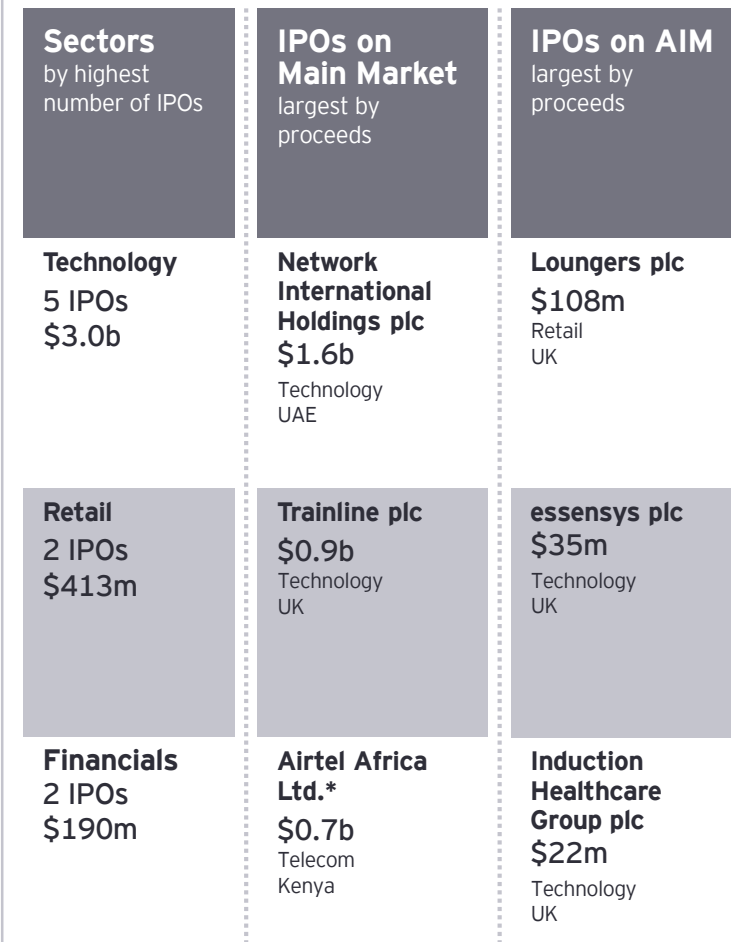 Sectors
by highest
number of IPOs
IPOs on
Main Market
largest by
proceeds
IPOs on AIM
largest by
proceeds
Technology
5 IPOs
$3.0b
Network
International
Holdings plc
$1.6b
Technology
UAE
Loungers plc
$108m
Retail
UK
Retail
2 IPOs
$413m
Trainline plc
$0.9b
Technology
UK
essensys plc
$35m
Technology
UK
Financials
2 IPOs
$190m
Airtel Africa
Ltd.*
$0.7b
Telecom
Kenya
Induction
Healthcare
Group plc
$22m
Technology
UK